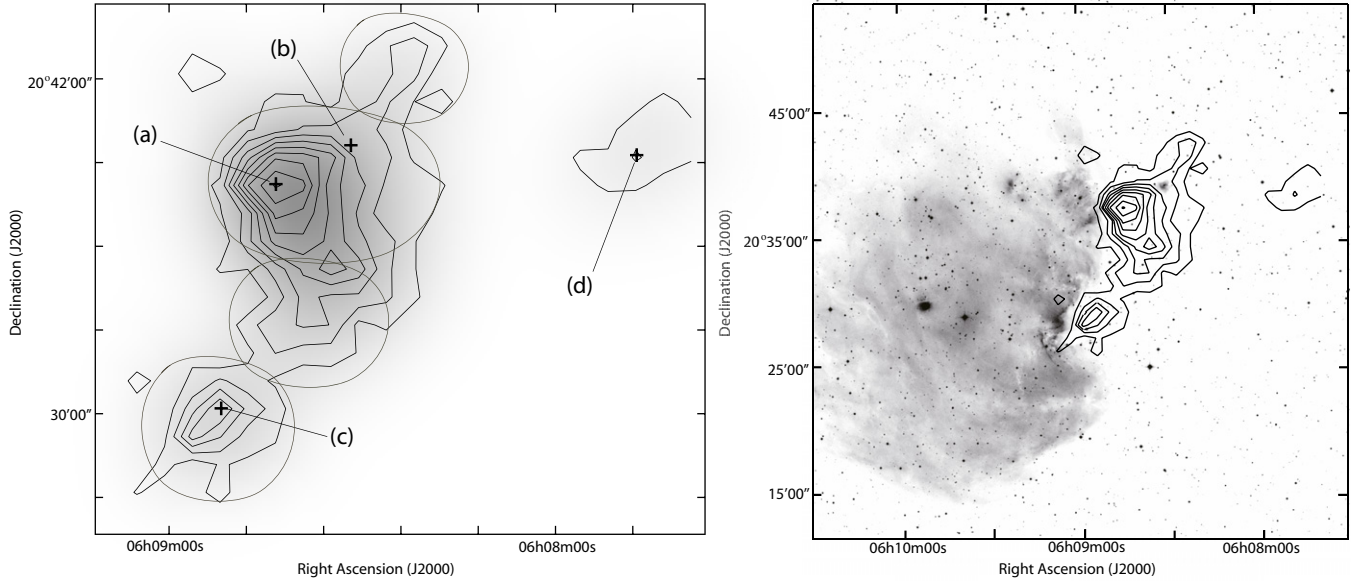 (b)
20°42′00″
(a)
(d)
30′00″
(c)
Declination (J2000)
06h09m00s
06h08m00s
Right Ascension (J2000)
45′00″
20°35′00″
25′00″
15′00″
Declination (J2000)
06h10m00s
06h09m00s
06h08m00s
Right Ascension (J2000)